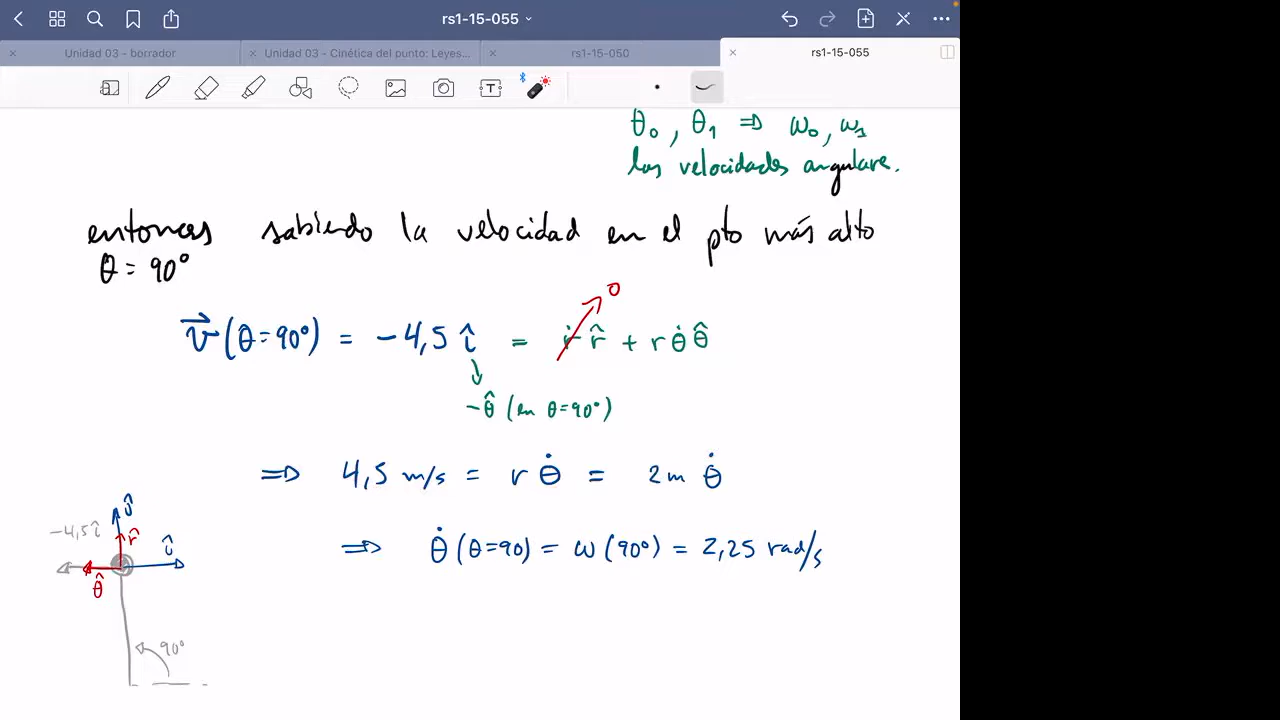 rs1-15-055
Unidad 03 - borrador
Unidad 03 - Cinética del punto: Leyes...
rs1-15-050
rs1-15-055
θ₀, θ₁ ⇒ ω₀, ω₁
las velocidades angulare.
entonces sabiendo la velocidad en el pto más alto
θ = 90°
v⃗(θ=90°) = -4,5 î = ṙ r̂ + r θ̇ θ̂
0
-θ̂ (en θ=90°)
⇒ 4,5 m/s = r θ̇ = 2m θ̇
⇒ θ̇(θ=90) = ω(90°) = 2,25 rad/s
ĵ
-4,5 î
r̂
î
θ̂
90°